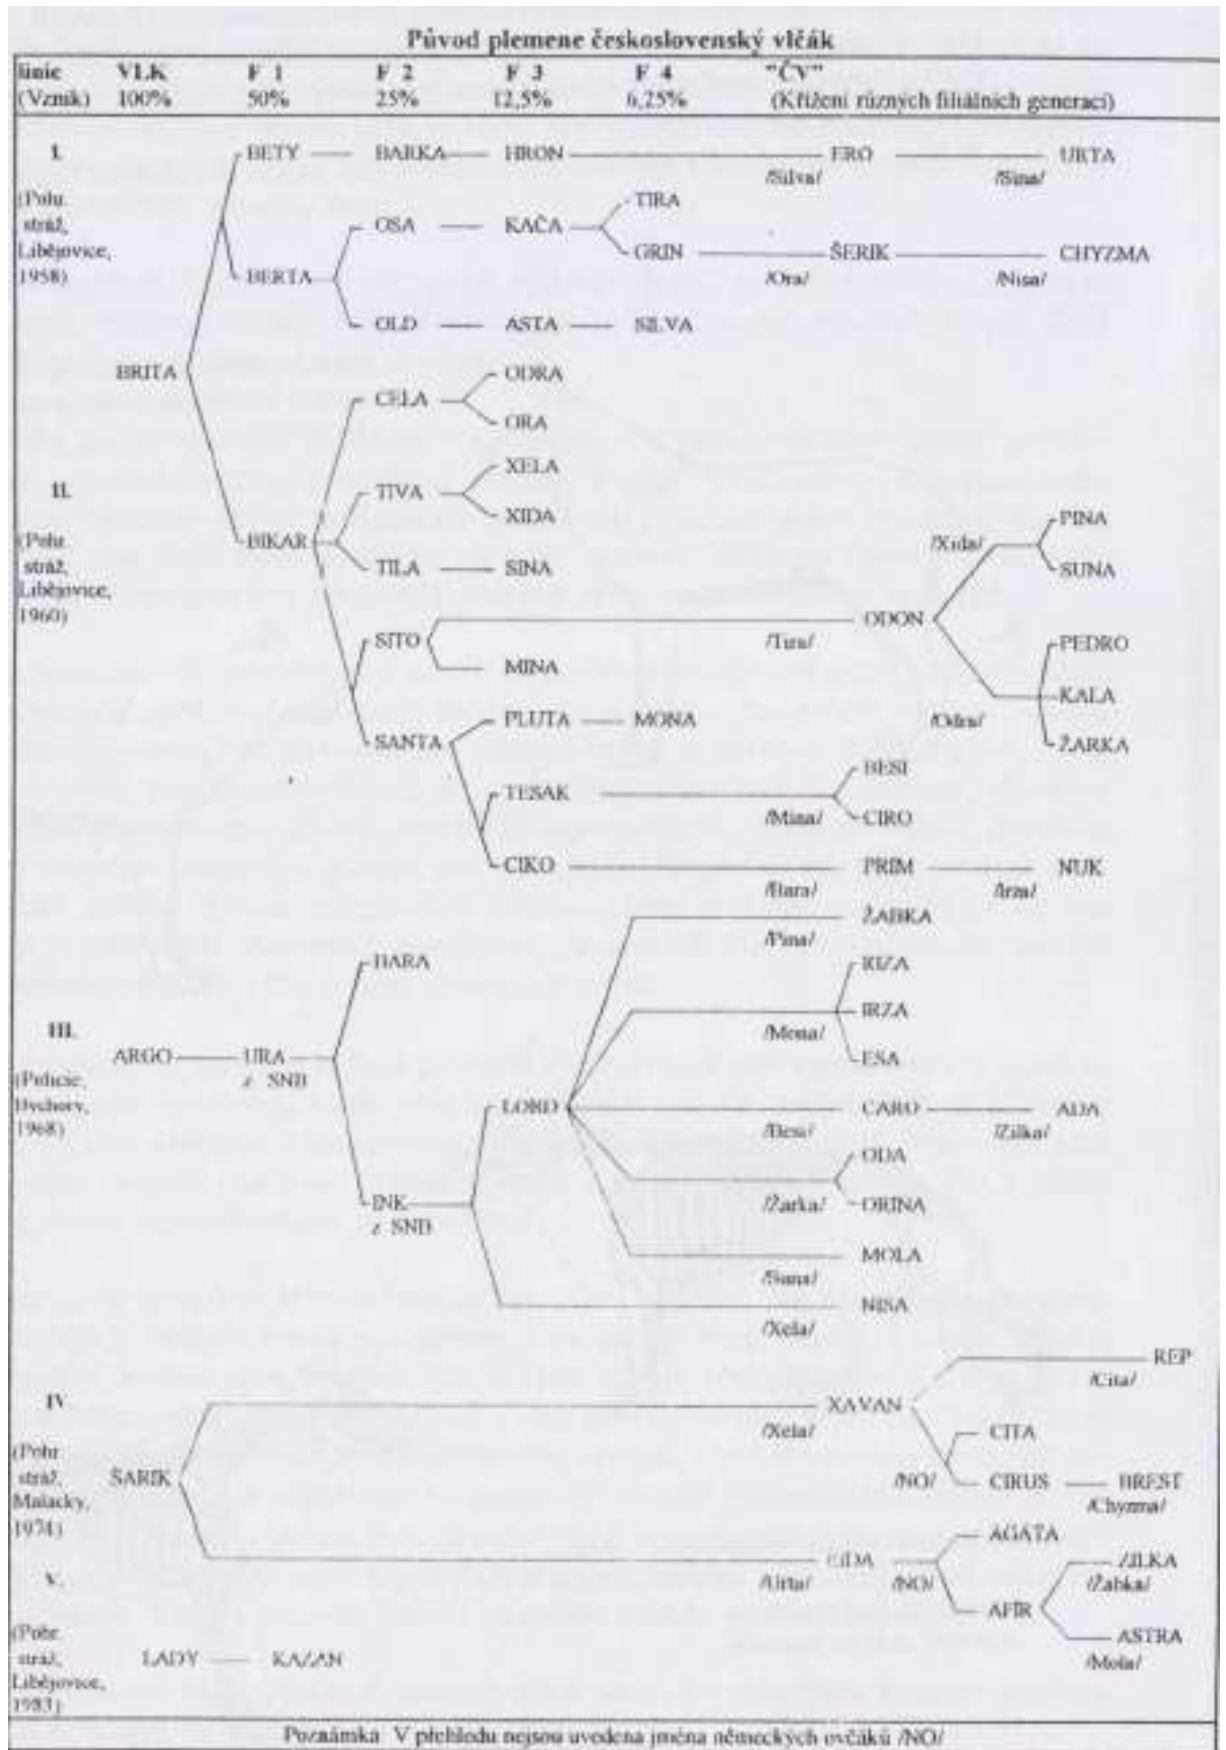 Původ plemene československý vlčák
linie VLK F 1 F 2 F 3 F 4 "ČV"
(Vznik) 100% 50% 25% 12,5% 6,25% (Křížení různých filiálních generací)
I. BETY BARKA HRON ERO URTA
/Silva/ /Sina/
(Pohr. TIRA
stráž, OSA KAČA
Libějovice, GRIN ŠERIK CHYZMA
1958) BERTA /Ora/ /Nisa/
OLD ASTA SILVA
BRITA ODRA
CELA
ORA
XELA
II. TIVA
XIDA PINA
(Pohr. BIKAR /Xida/
stráž, TILA SINA SUNA
Libějovice,
1960) ODON
SITO /Tira/ PEDRO
MINA
KALA
PLUTA MONA /Odra/
SANTA ŽARKA
BESI
TESAK
/Mina/ CIRO
CIKO PRIM NUK
/Bara/ /Irza/
ŽABKA
/Pina/
BARA RIZA
IRZA
III. /Mona/
ARGO URA ESA
z SNB
(Policie,
Bychory, LORD CARO ADA
1968) /Besi/ /Zilka/
ODA
INK /Žarka/ ORINA
z SNB
MOLA
/Suna/
NISA
/Xela/
REP
/Cita/
IV. XAVAN
/Xela/ CITA
(Pohr.
stráž, ŠARIK /NO/ CIRUS BREST
Malacky, /Chyzma/
1974) AGATA
EIDA ZILKA
V. /Urta/ /NO/ /Žabka/
AFIR
(Pohr. ASTRA
stráž, LADY KAZAN /Mola/
Libějovice,
1983)
Poznámka V přehledu nejsou uvedena jména německých ovčáků /NO/